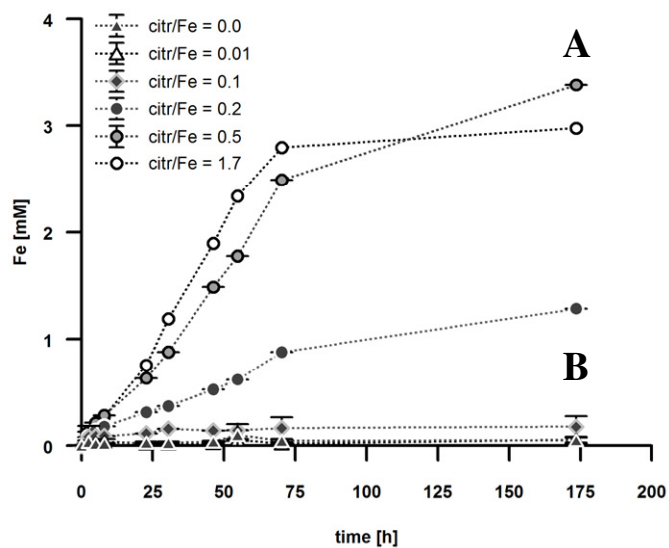 4
3
2
1
0
Fe [mM]
citr/Fe = 0.0
citr/Fe = 0.01
citr/Fe = 0.1
citr/Fe = 0.2
citr/Fe = 0.5
citr/Fe = 1.7
A
B
0 25 50 75 100 125 150 175 200
time [h]